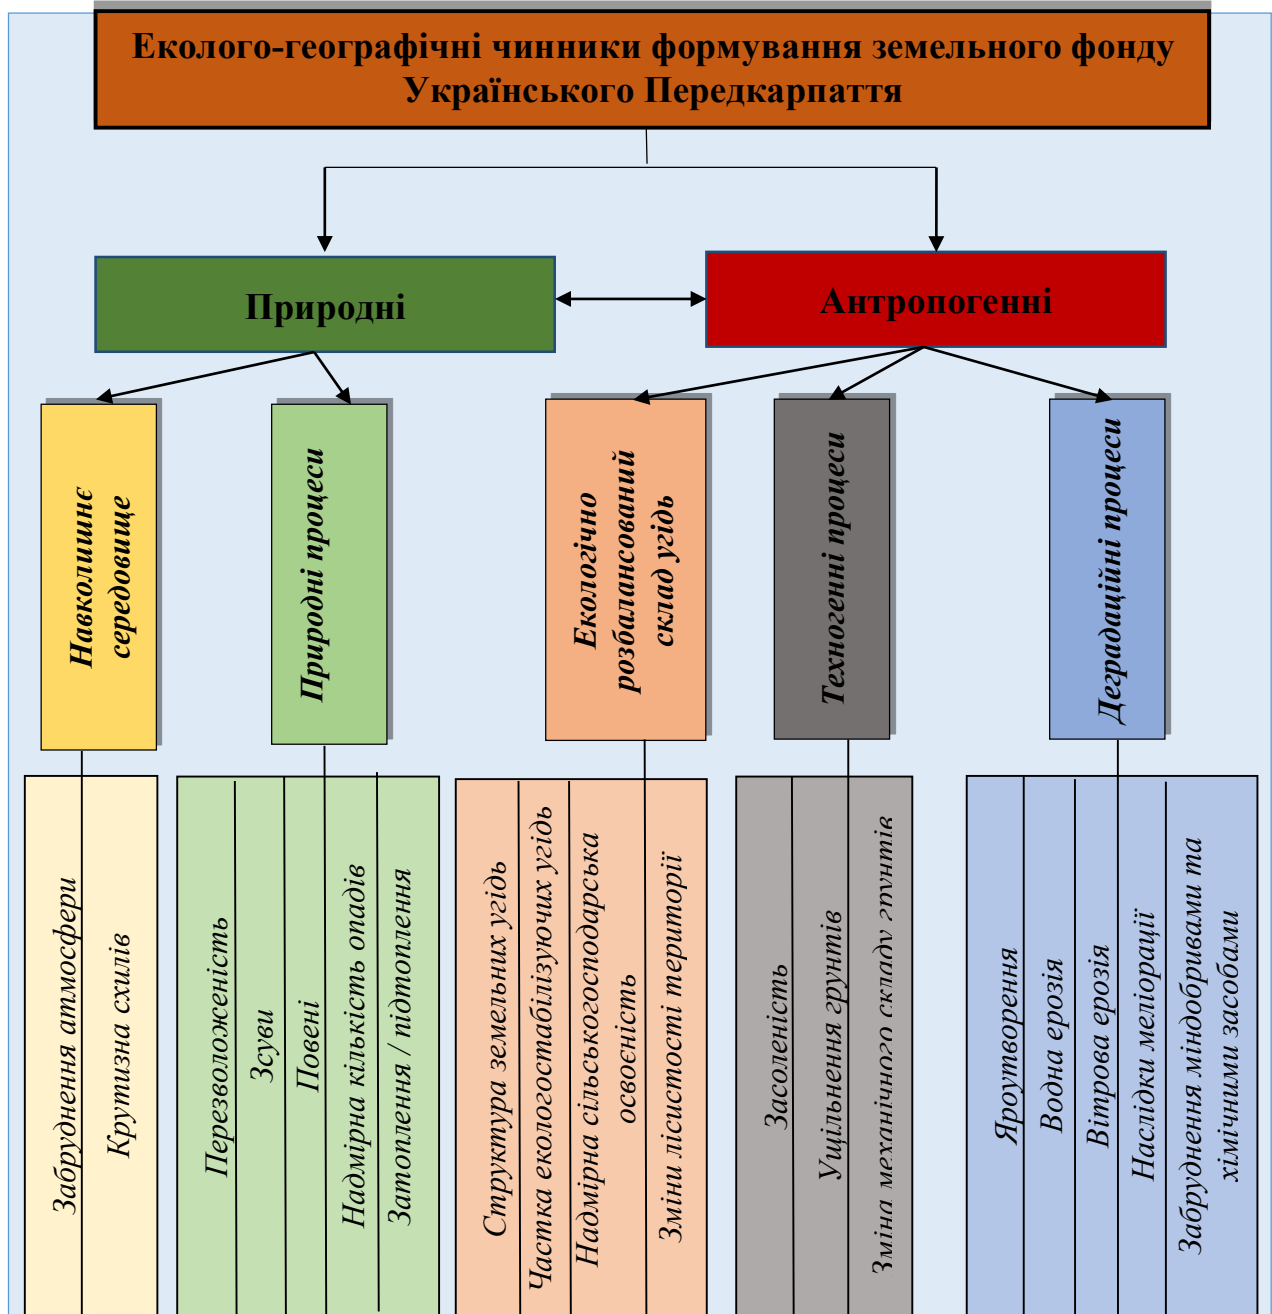 Еколого-географічні чинники формування земельного фонду
Українського Передкарпаття
Природні
Антропогенні
Навколишнє
середовище
Природні процеси
Екологічно
розбалансований
склад угідь
Техногенні процеси
Деградаційні процеси
Забруднення атмосфери
Крутизна схилів
Перезволоженість
Зсуви
Повені
Надмірна кількість опадів
Затоплення / підтоплення
Структура земельних угідь
Частка екологостабілізуючих угідь
Надмірна сільськогосподарська
освоєність
Зміни лісистості території
Засоленість
Ущільнення грунтів
Зміна механічного складу грунтів
Яроутворення
Водна ерозія
Вітрова ерозія
Наслідки меліорації
Забруднення міндобривами та
хімічними засобами